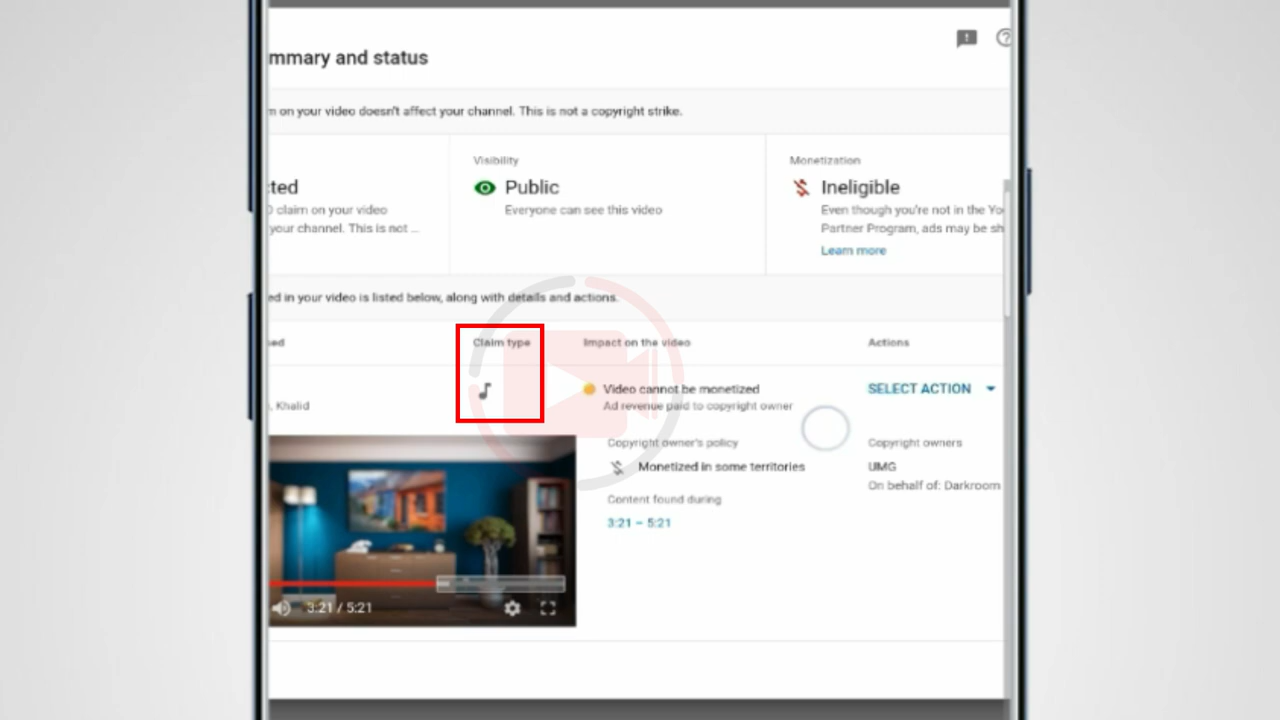 mmary and status
m on your video doesn't affect your channel. This is not a copyright strike.
cted
D claim on your video
your channel. This is not ...
Visibility
Public
Everyone can see this video
Monetization
Ineligible
Even though you're not in the Yo
Partner Program, ads may be sh
Learn more
ed in your video is listed below, along with details and actions.
sed
Claim type
Impact on the video
Actions
, Khalid
Video cannot be monetized
Ad revenue paid to copyright owner
SELECT ACTION
Copyright owner's policy
Monetized in some territories
Content found during
3:21 – 5:21
Copyright owners
UMG
On behalf of: Darkroom
3:21 / 5:21